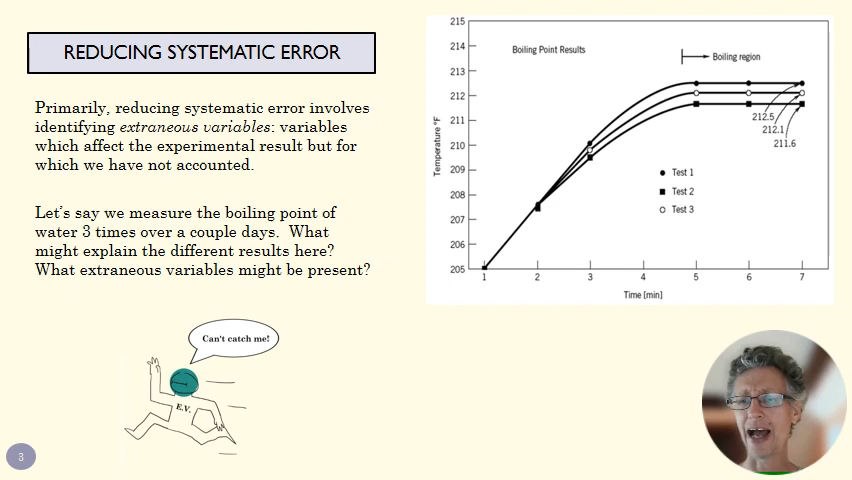 REDUCING SYSTEMATIC ERROR
Primarily, reducing systematic error involves
identifying extraneous variables: variables
which affect the experimental result but for
which we have not accounted.
Let's say we measure the boiling point of
water 3 times over a couple days. What
might explain the different results here?
What extraneous variables might be present?
Can't catch me!
E.V.
3
215
214
213
212
211
210
209
208
207
206
205
Temperature °F
Boiling Point Results
Boiling region
212.5
212.1
211.6
Test 1
Test 2
Test 3
1 2 3 4 5 6 7
Time [min]